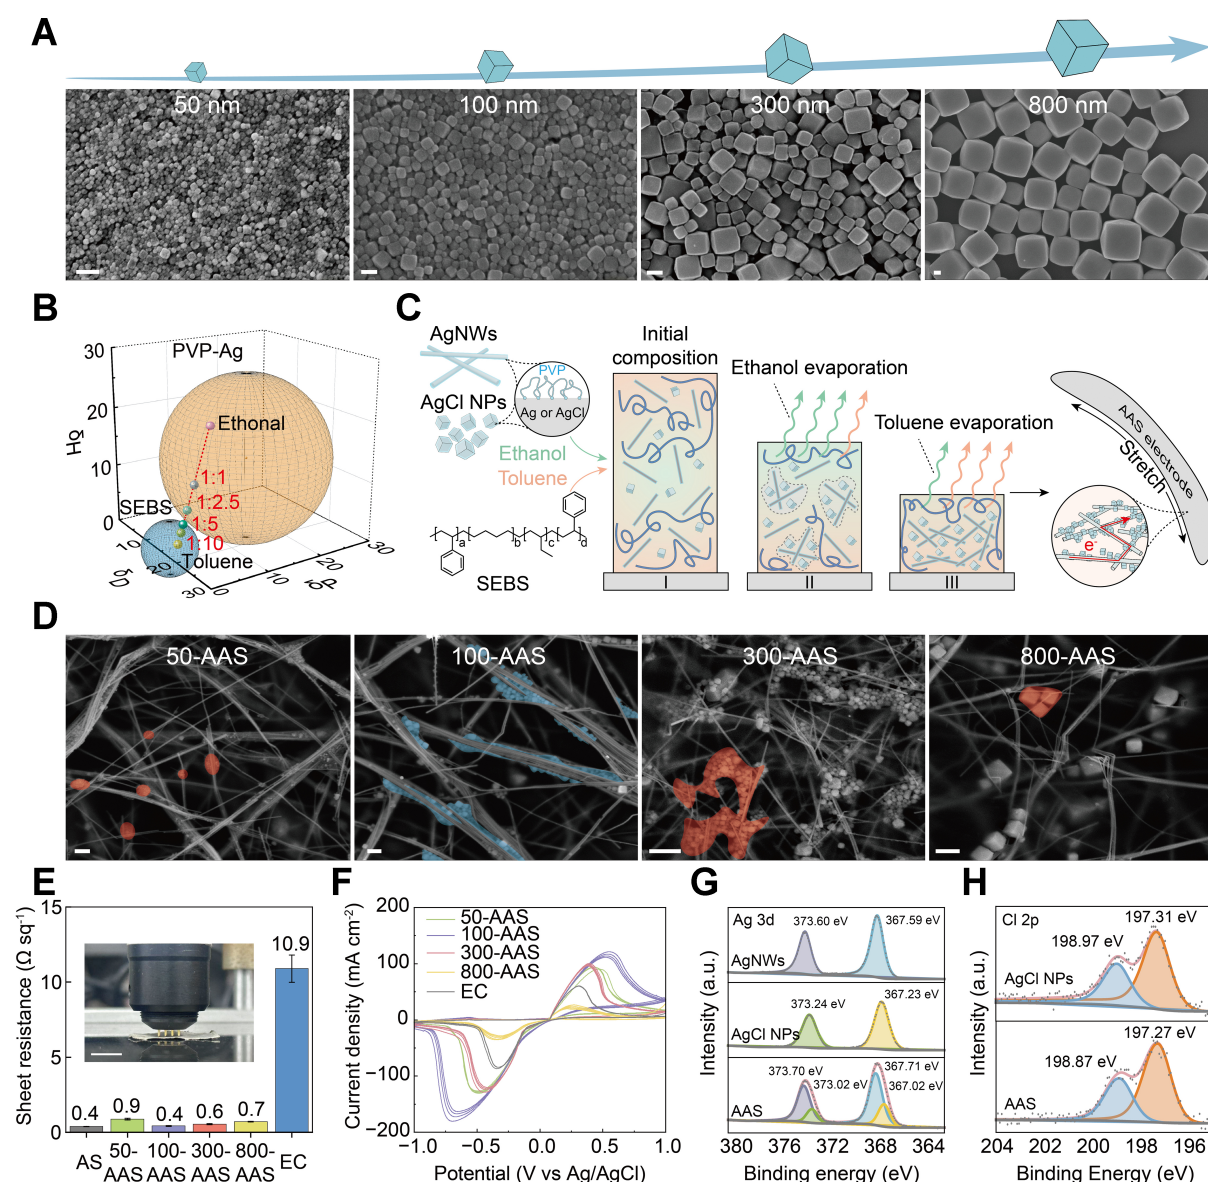 A
50 nm
100 nm
300 nm
800 nm
B
PVP-Ag
30
20
10
0
δH
Ethonal
1:1
1:2.5
1:5
1:10
SEBS
Toluene
10
20
30
δD
0
10
20
30
δP
C
AgNWs
AgCl NPs
PVP
Ag or AgCl
Ethanol
Toluene
a
b
c
d
SEBS
Initial
composition
I
Ethanol evaporation
II
Toluene evaporation
III
AAS electrode
Stretch
e-
D
50-AAS
100-AAS
300-AAS
800-AAS
E
Sheet resistance (Ω sq-1)
15
10
5
0
0.4
0.9
0.4
0.6
0.7
10.9
AS
50-
AAS
100-
AAS
300-
AAS
800-
AAS
EC
F
Current density (mA cm-2)
200
100
0
−100
−200
50-AAS
100-AAS
300-AAS
800-AAS
EC
−1.0
−0.5
0.0
0.5
1.0
Potential (V vs Ag/AgCl)
G
Intensity (a.u.)
Ag 3d
373.60 eV
367.59 eV
AgNWs
373.24 eV
367.23 eV
AgCl NPs
373.70 eV
367.71 eV
373.02 eV
367.02 eV
AAS
380
376
372
368
364
Binding energy (eV)
H
Intensity (a.u.)
Cl 2p
197.31 eV
198.97 eV
AgCl NPs
197.27 eV
198.87 eV
AAS
204
202
200
198
196
Binding Energy (eV)